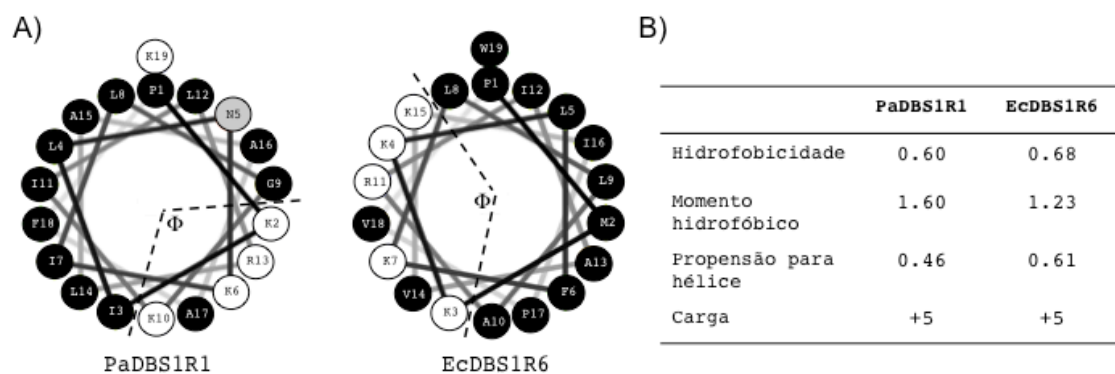 A)
K19
L8 P1 L12
A15 N5
L4 A16
I11 G9
F18 Φ K2
I7 R13
L14 K6
I3 K10 A17
PaDBS1R1
W19
L8 P1 I12
K15 L5
K4 I16
R11 L9
V18 Φ M2
K7 A13
V14 F6
K3 A10 P17
EcDBS1R6
B)
PaDBS1R1 EcDBS1R6
Hidrofobicidade 0.60 0.68
Momento
hidrofóbico 1.60 1.23
Propensão para
hélice 0.46 0.61
Carga +5 +5